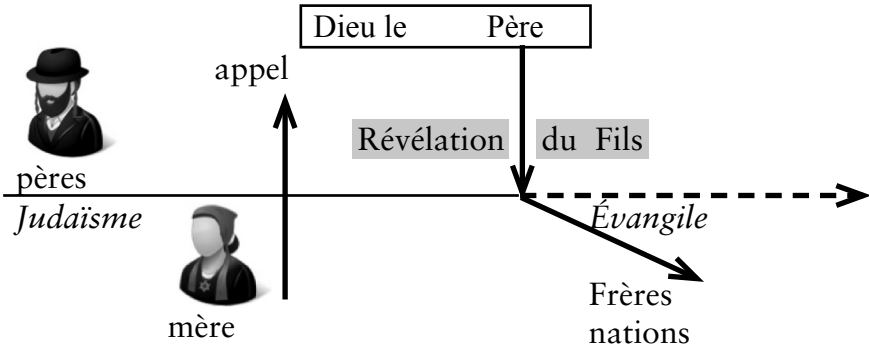 Dieu le Père
appel
Révélation du Fils
pères
Judaïsme
Évangile
mère
Frères
nations